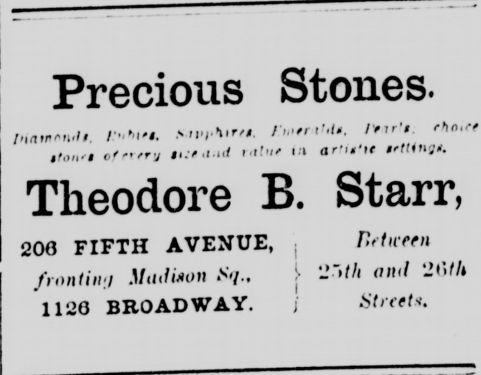 Precious Stones.
Diamonds, Rubies, Sapphires, Emeralds, Pearls, choice
stones of every size and value in artistic settings.
Theodore B. Starr,
206 FIFTH AVENUE,
fronting Madison Sq.,
1126 BROADWAY.
Between
25th and 26th
Streets.